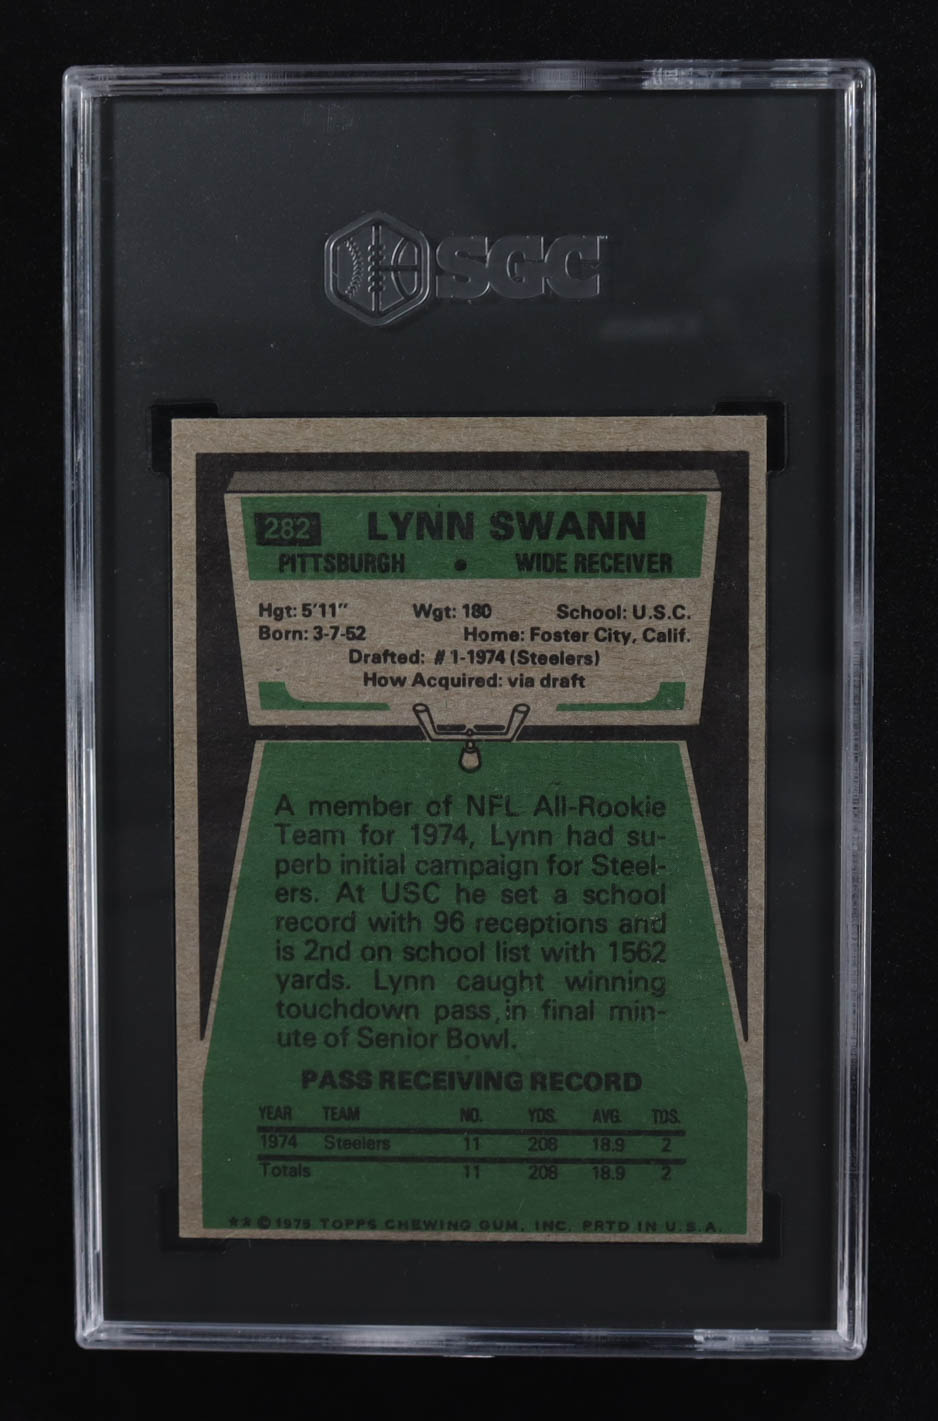 SGC
282 LYNN SWANN
PITTSBURGH • WIDE RECEIVER
Hgt: 5'11" Wgt: 180 School: U.S.C.
Born: 3-7-52 Home: Foster City, Calif.
Drafted: #1-1974 (Steelers)
How Acquired: via draft
A member of NFL All-Rookie
Team for 1974, Lynn had su-
perb initial campaign for Steel-
ers. At USC he set a school
record with 96 receptions and
is 2nd on school list with 1562
yards. Lynn caught winning
touchdown pass, in final min-
ute of Senior Bowl.
PASS RECEIVING RECORD
YEAR TEAM NO. YDS. AVG. TDS.
1974 Steelers 11 208 18.9 2
Totals 11 208 18.9 2
** © 1975 TOPPS CHEWING GUM, INC. PRTD IN U.S.A.